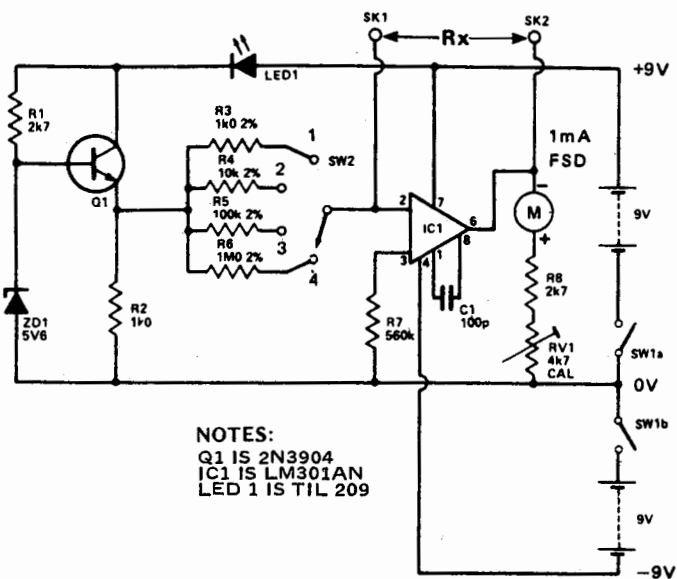 SK1
Rx
SK2
LED1
+9V
R1
2k7
R3
1k0 2%
1
SW2
R4
10k 2%
2
R5
100k 2%
3
R6
1M0 2%
4
Q1
1mA
FSD
2
7
IC1
6
8
3
4
1
C1
100p
−
M
+
9V
R8
2k7
RV1
4k7
CAL
SW1a
0V
ZD1
5V6
R2
1k0
R7
560k
SW1b
9V
−9V
NOTES:
Q1 IS 2N3904
IC1 IS LM301AN
LED 1 IS TIL 209